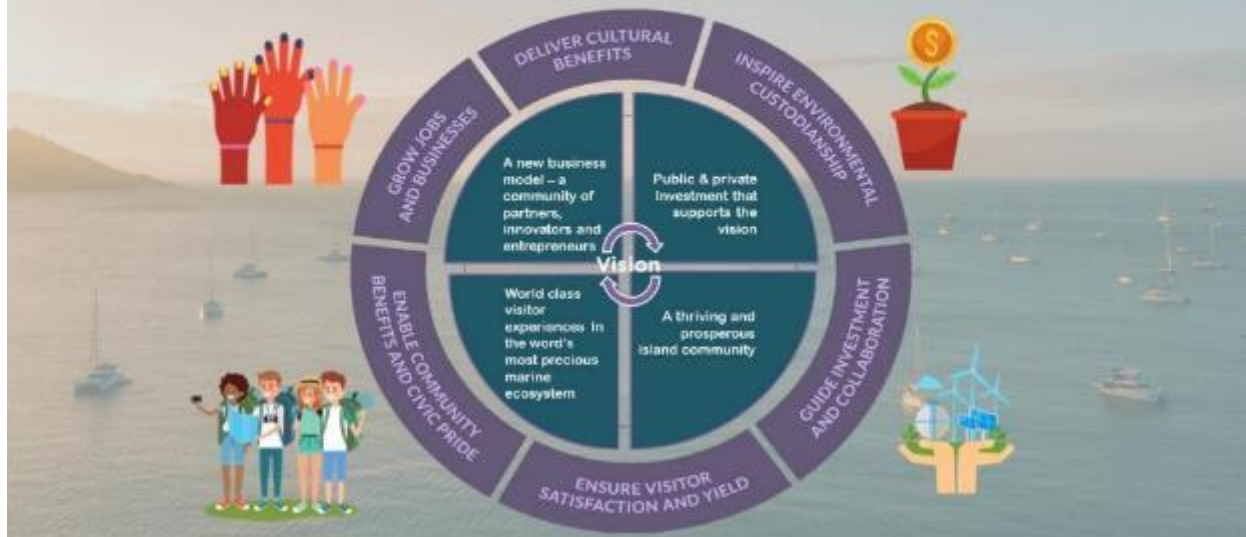 DELIVER CULTURAL
BENEFITS
INSPIRE ENVIRONMENTAL
CUSTODIANSHIP
GUIDE INVESTMENT
AND COLLABORATION
ENSURE VISITOR
SATISFACTION AND YIELD
ENABLE COMMUNITY
BENEFITS AND CIVIC PRIDE
GROW JOBS
AND BUSINESSES
A new business
model – a
community of
partners,
innovators and
entrepreneurs
Public & private
Investment that
supports the
vision
Vision
World class
visitor
experiences In
the word's
most precious
marine
ecosystem
A thriving and
prosperous
island community
$